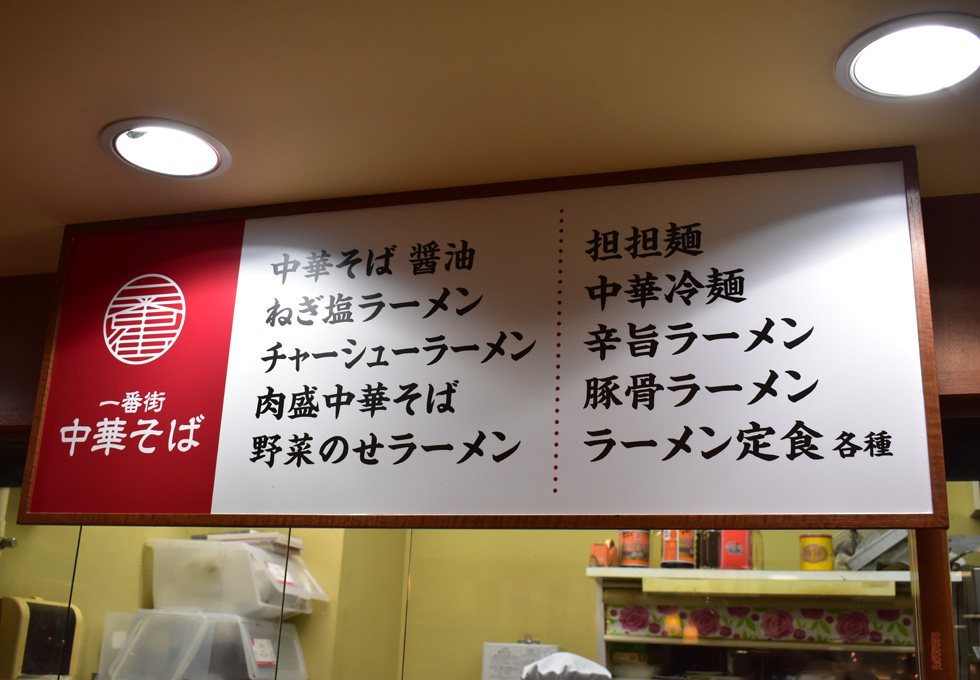 一番街
中華そば
中華そば 醤油
ねぎ塩ラーメン
チャーシューラーメン
肉盛中華そば
野菜のせラーメン
担担麺
中華冷麺
辛旨ラーメン
豚骨ラーメン
ラーメン定食 各種